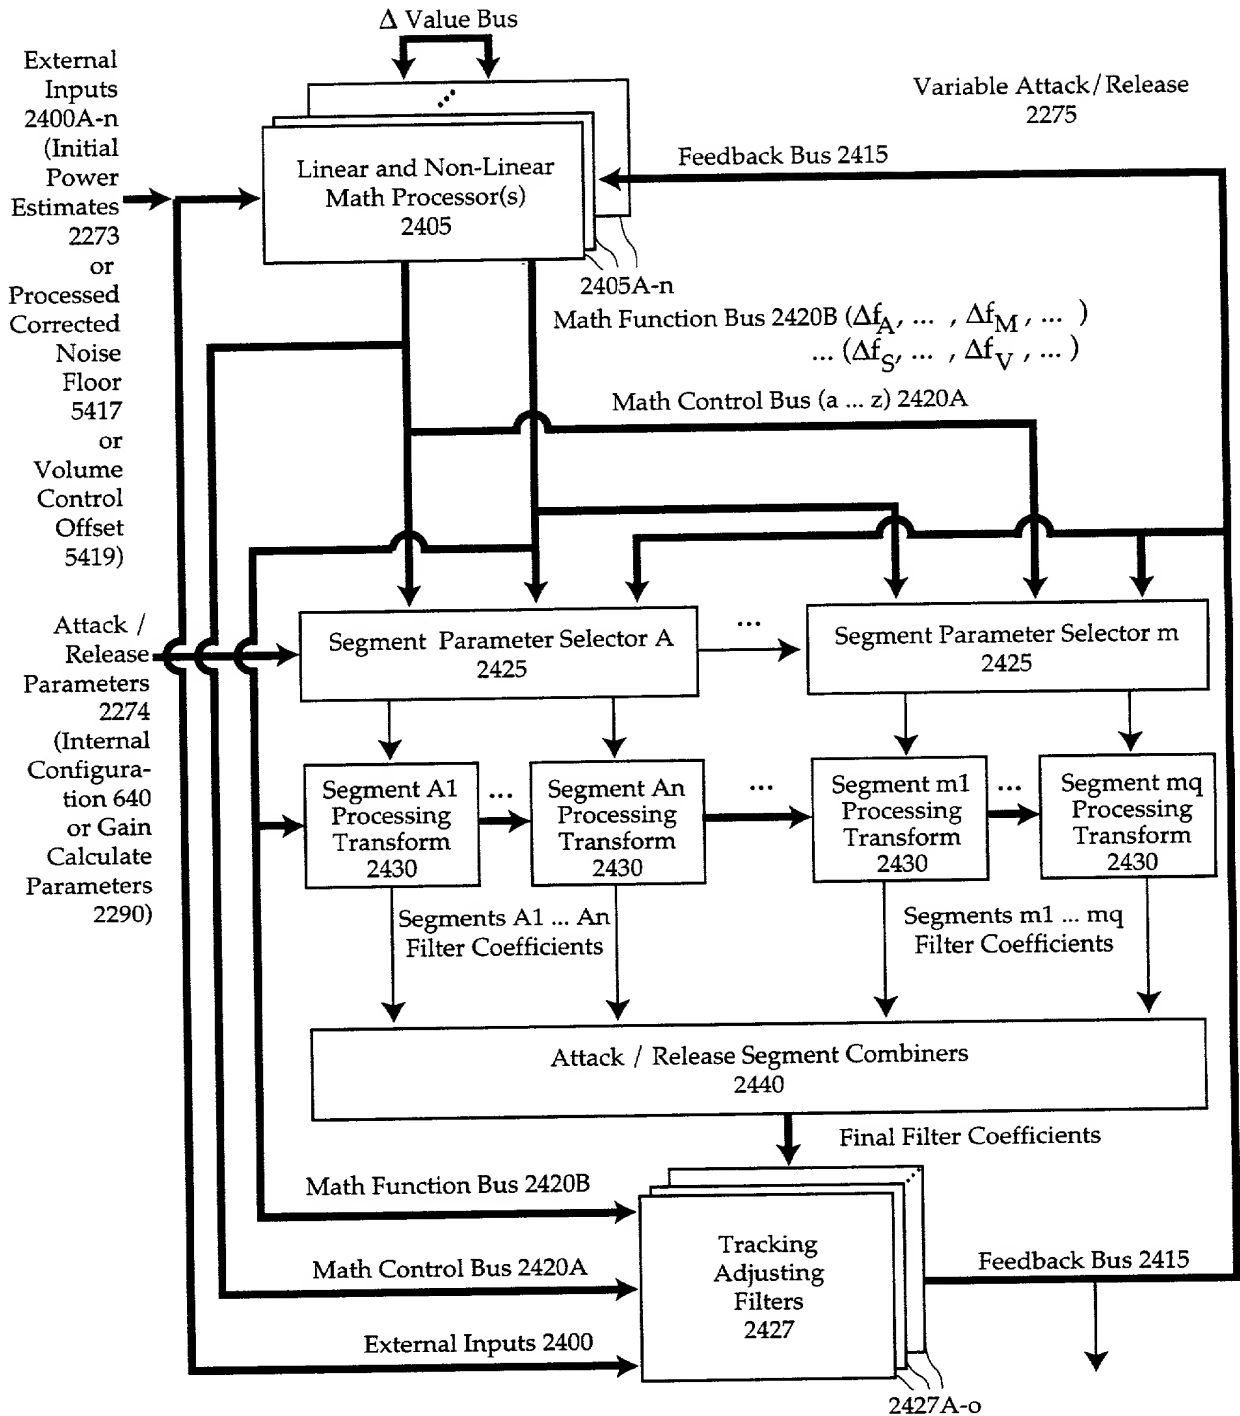 Δ Value Bus
External
Inputs
2400A-n
(Initial
Power
Estimates
2273
or
Processed
Corrected
Noise
Floor
5417
or
Volume
Control
Offset
5419)
Variable Attack/Release
2275
Linear and Non-Linear
Math Processor(s)
2405
Feedback Bus 2415
2405A-n
Math Function Bus 2420B (Δf_A, ... , Δf_M, ... )
... (Δf_S, ... , Δf_V, ... )
Math Control Bus (a ... z) 2420A
Attack /
Release
Parameters
2274
(Internal
Configura-
tion 640
or Gain
Calculate
Parameters
2290)
Segment Parameter Selector A
2425
...
Segment Parameter Selector m
2425
Segment A1
Processing
Transform
2430
...
Segment An
Processing
Transform
2430
...
Segment m1
Processing
Transform
2430
...
Segment mq
Processing
Transform
2430
Segments A1 ... An
Filter Coefficients
Segments m1 ... mq
Filter Coefficients
Attack / Release Segment Combiners
2440
Final Filter Coefficients
Math Function Bus 2420B
Math Control Bus 2420A
External Inputs 2400
Tracking
Adjusting
Filters
2427
Feedback Bus 2415
2427A-o